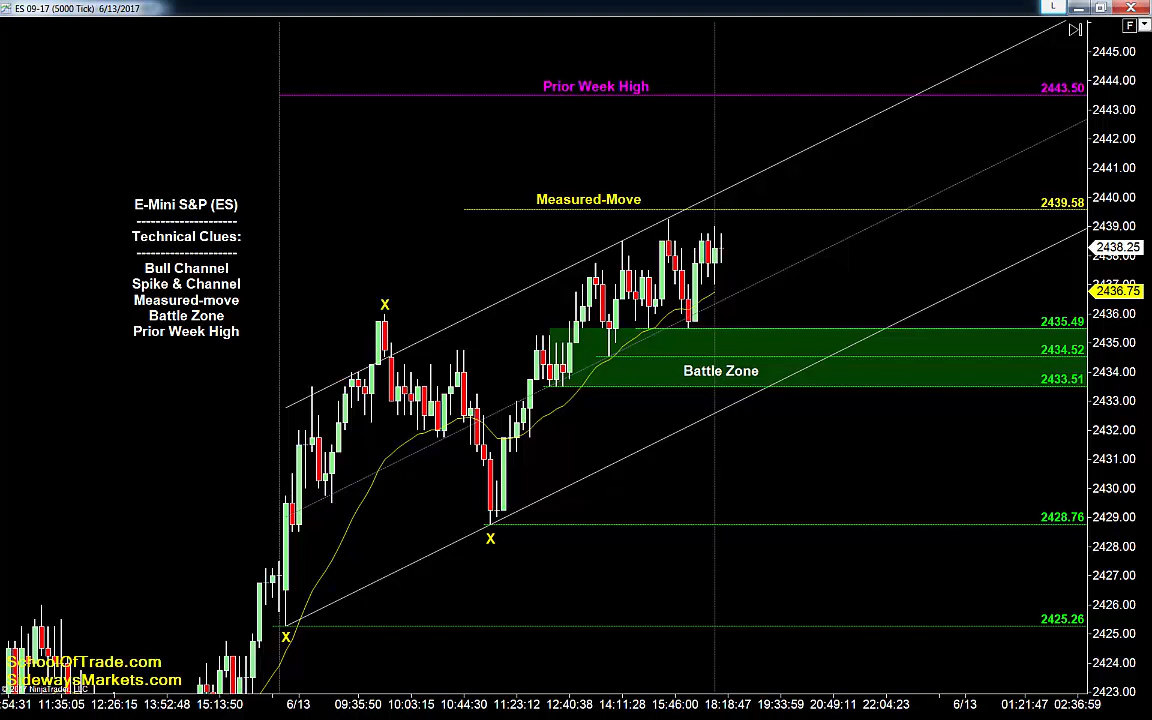 ES 09-17 (5000 Tick) 6/13/2017
L
F
2445.00
2444.00
Prior Week High
2443.50
2443.00
2442.00
2441.00
2440.00
Measured-Move
2439.58
2439.00
2438.25
2438.00
2436.75
2436.00
2435.49
2435.00
2434.52
2434.00
Battle Zone
2433.51
2433.00
2432.00
2431.00
2430.00
2429.00
2428.76
2428.00
2427.00
2426.00
2425.26
2425.00
2424.00
2423.00
E-Mini S&P (ES)
---------------------
Technical Clues:
---------------------
Bull Channel
Spike & Channel
Measured-move
Battle Zone
Prior Week High
X
X
X
SchoolOfTrade.com
SidewaysMarkets.com
:54:31 11:35:05 12:26:15 13:52:48 15:13:50 6/13 09:35:50 10:03:15 10:44:30 11:23:12 12:40:38 14:11:28 15:46:00 18:18:47 19:33:59 20:49:11 22:04:23 6/13 01:21:47 02:36:59